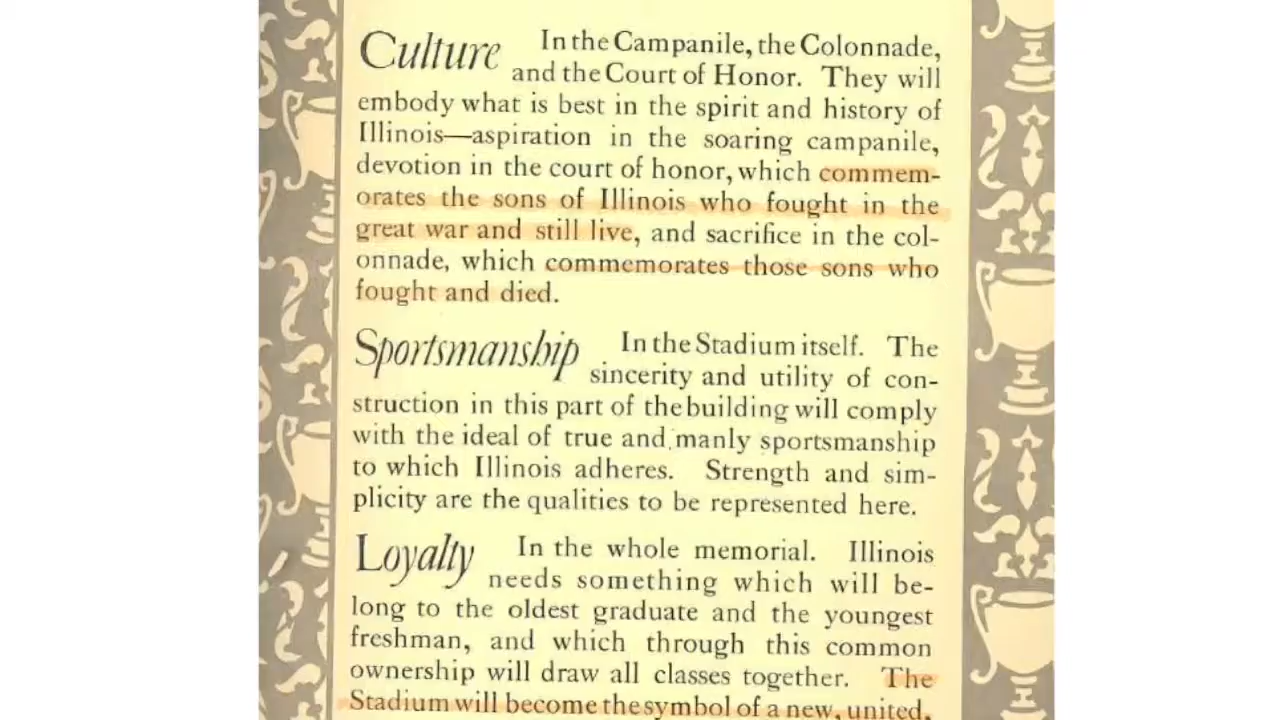 Culture In the Campanile, the Colonnade,
and the Court of Honor. They will
embody what is best in the spirit and history of
Illinois—aspiration in the soaring campanile,
devotion in the court of honor, which commem-
orates the sons of Illinois who fought in the
great war and still live, and sacrifice in the col-
onnade, which commemorates those sons who
fought and died.
Sportsmanship In the Stadium itself. The
sincerity and utility of con-
struction in this part of the building will comply
with the ideal of true and manly sportsmanship
to which Illinois adheres. Strength and sim-
plicity are the qualities to be represented here.
Loyalty In the whole memorial. Illinois
needs something which will be-
long to the oldest graduate and the youngest
freshman, and which through this common
ownership will draw all classes together. The
Stadium will become the symbol of a new, united,